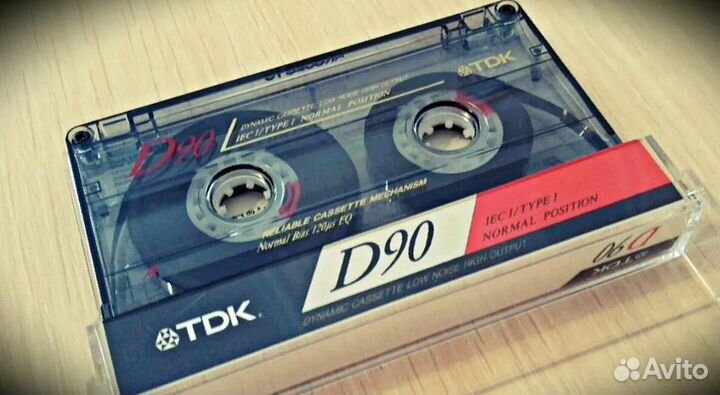 TDK
D90
DYNAMIC CASSETTE LOW NOISE HIGH OUTPUT
IEC I/TYPE I NORMAL POSITION
RELIABLE CASSETTE MECHANISM
Normal Bias 120μs EQ
D90
IEC I/TYPE I
NORMAL POSITION
TDK
DYNAMIC CASSETTE LOW NOISE HIGH OUTPUT
TDK D90
Avito